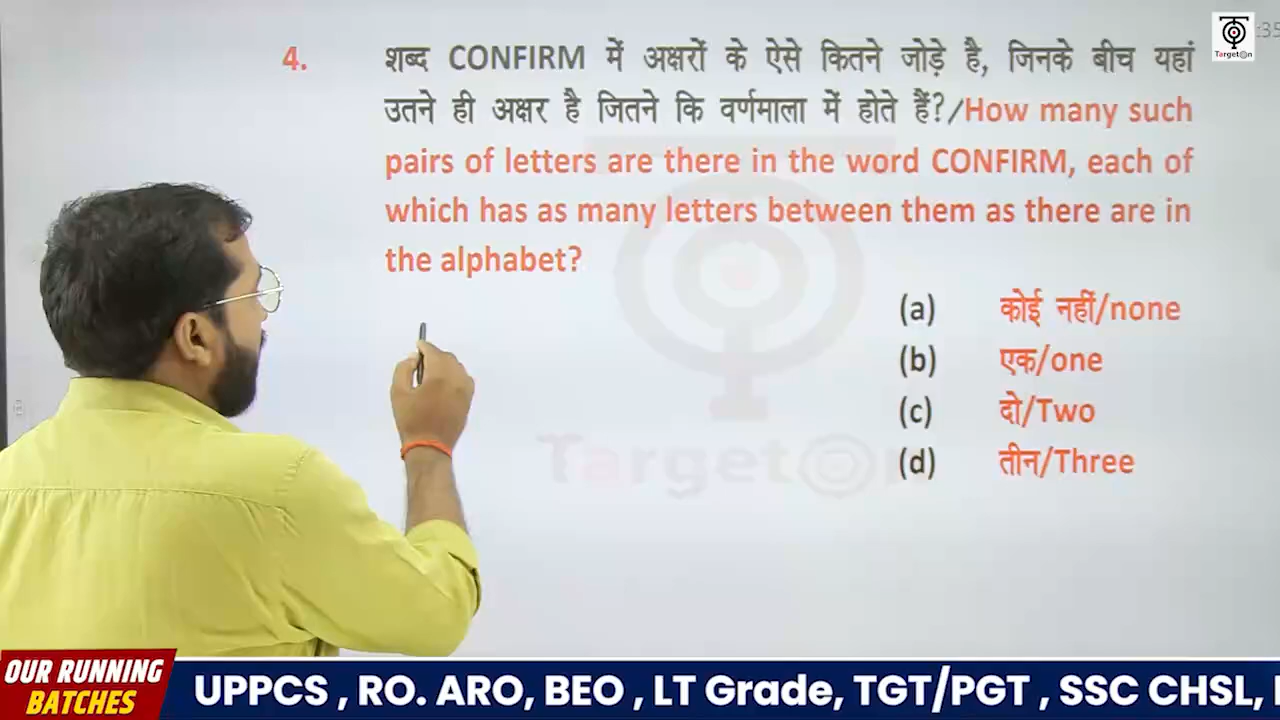 :35
TargetOn
4. शब्द CONFIRM में अक्षरों के ऐसे कितने जोड़े है, जिनके बीच यहां
उतने ही अक्षर है जितने कि वर्णमाला में होते हैं?/How many such
pairs of letters are there in the word CONFIRM, each of
which has as many letters between them as there are in
the alphabet?
(a) कोई नहीं/none
(b) एक/one
(c) दो/Two
(d) तीन/Three
TargetOn
OUR RUNNING
BATCHES
UPPCS , RO. ARO, BEO , LT Grade, TGT/PGT , SSC CHSL,